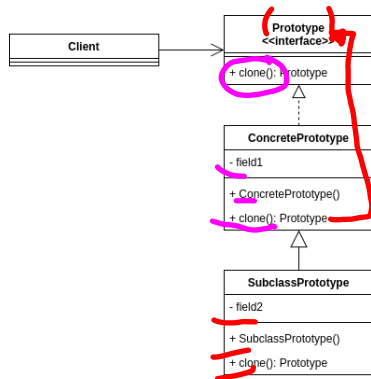 Client
Prototype
<<interface>>
+ clone(): Prototype
ConcretePrototype
- field1
+ ConcretePrototype()
+ clone(): Prototype
SubclassPrototype
- field2
+ SubclassPrototype()
+ clone(): Prototype